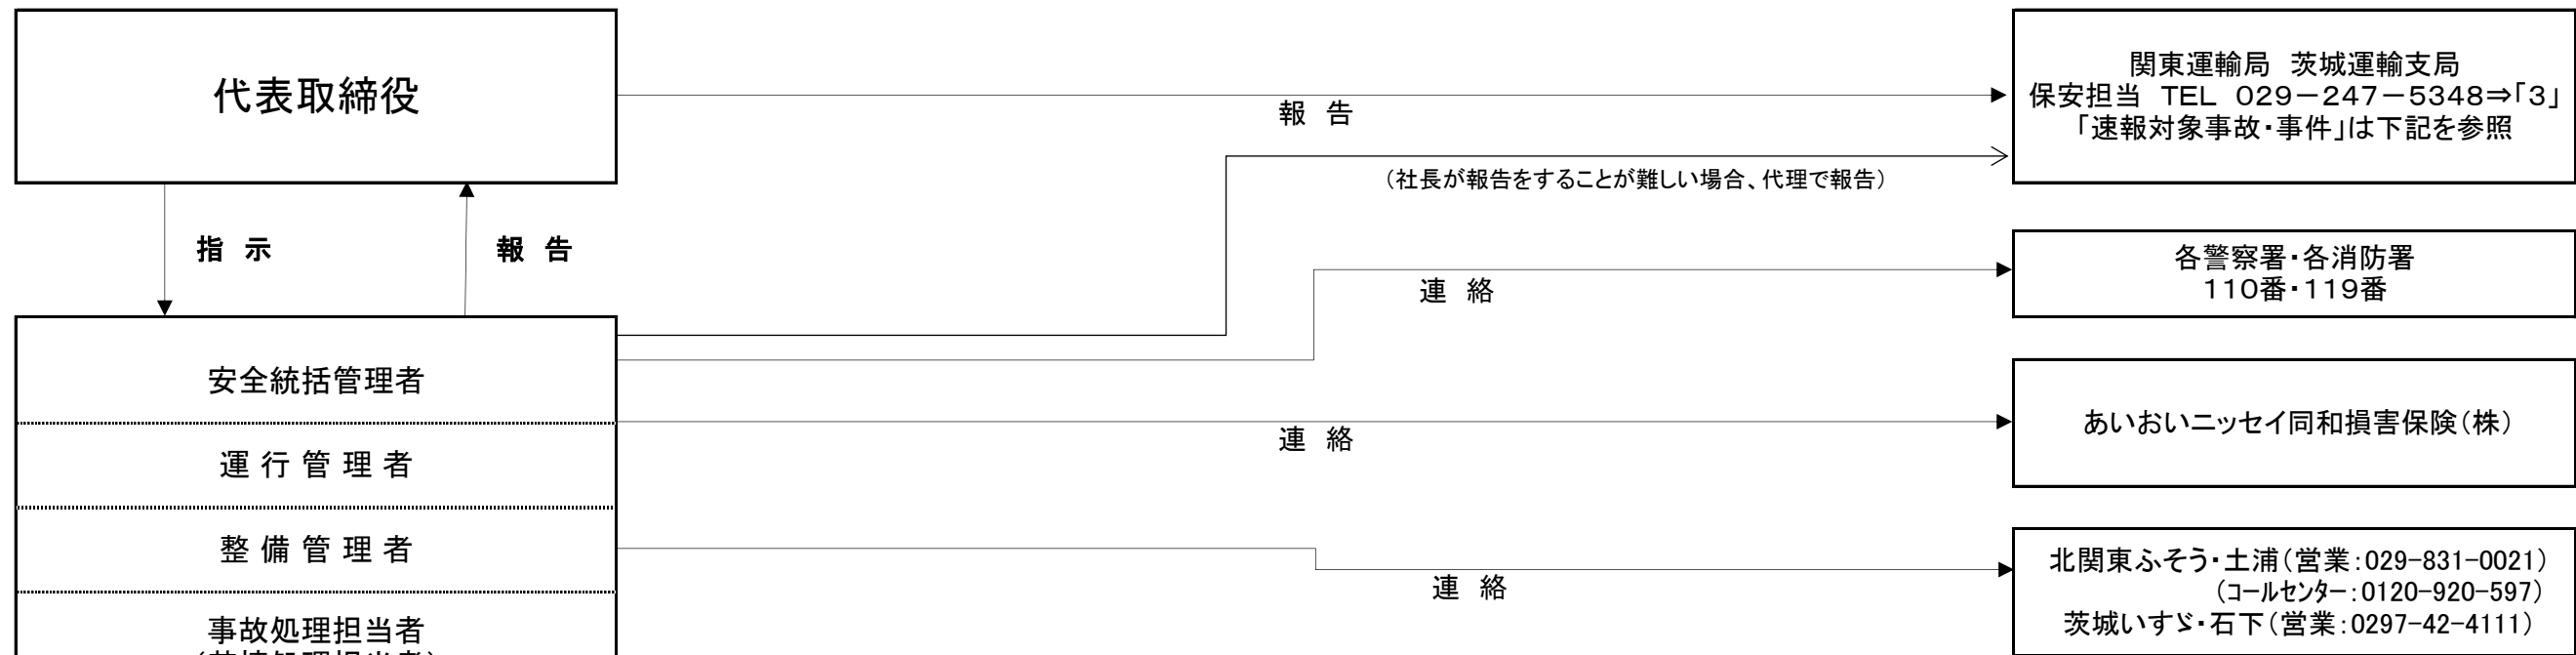 代表取締役
関東運輸局　茨城運輸支局
保安担当　TEL　029－247－5348⇒「3」
「速報対象事故・事件」は下記を参照
報　告
（社長が報告をすることが難しい場合、代理で報告）
指　示
報　告
各警察署・各消防署
110番・119番
連　絡
安全統括管理者
あいおいニッセイ同和損害保険（株）
連　絡
運 行 管 理 者
整 備 管 理 者
北関東ふそう・土浦（営業：029-831-0021）
（コールセンター：0120-920-597）
茨城いすゞ・石下（営業：0297-42-4111）
連　絡
事故処理担当者